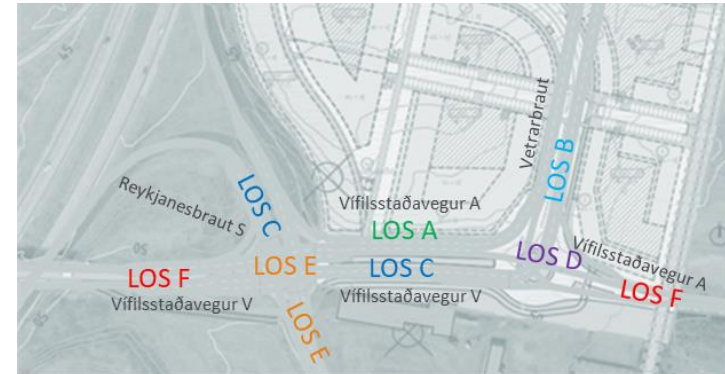 Vetrarbraut
LOS B
Reykjanesbraut S
LOS C
Vífilsstaðavegur A
LOS A
LOS F
LOS E
LOS C
LOS D
Vífilsstaðavegur A
LOS F
Vífilsstaðavegur V
Vífilsstaðavegur V
LOS E